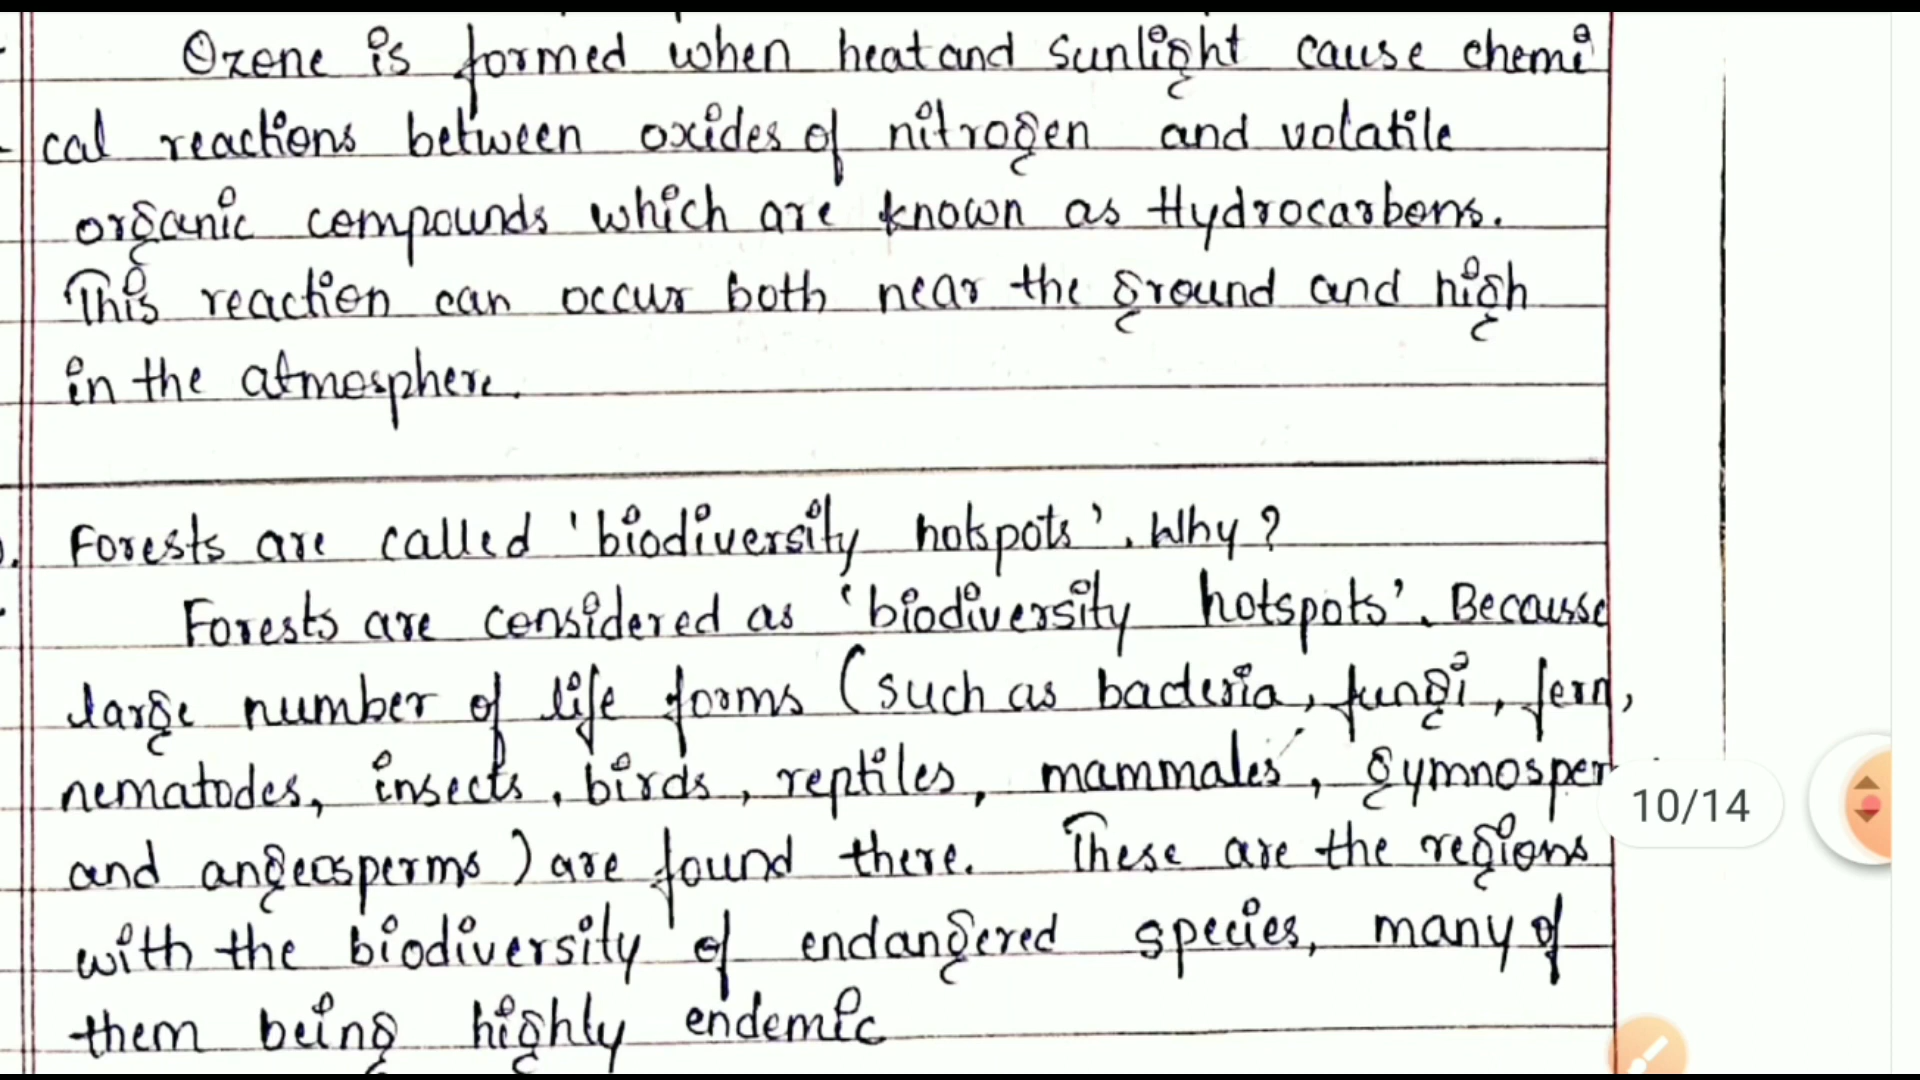 Ozone is formed when heat and sunlight cause chemi
cal reactions between oxides of nitrogen and volatile
organic compounds which are known as Hydrocarbons.
This reaction can occur both near the ground and high
in the atmosphere.
Forests are called 'biodiversity hotspots'. Why?
Forests are considered as 'biodiversity hotspots'. Because
large number of life forms (such as bacteria, fungi, fern,
nematodes, insects, birds, reptiles, mammales, gymnosper
10/14
and angeosperms) are found there. These are the regions
with the biodiversity of endangered species, many of
them being highly endemic